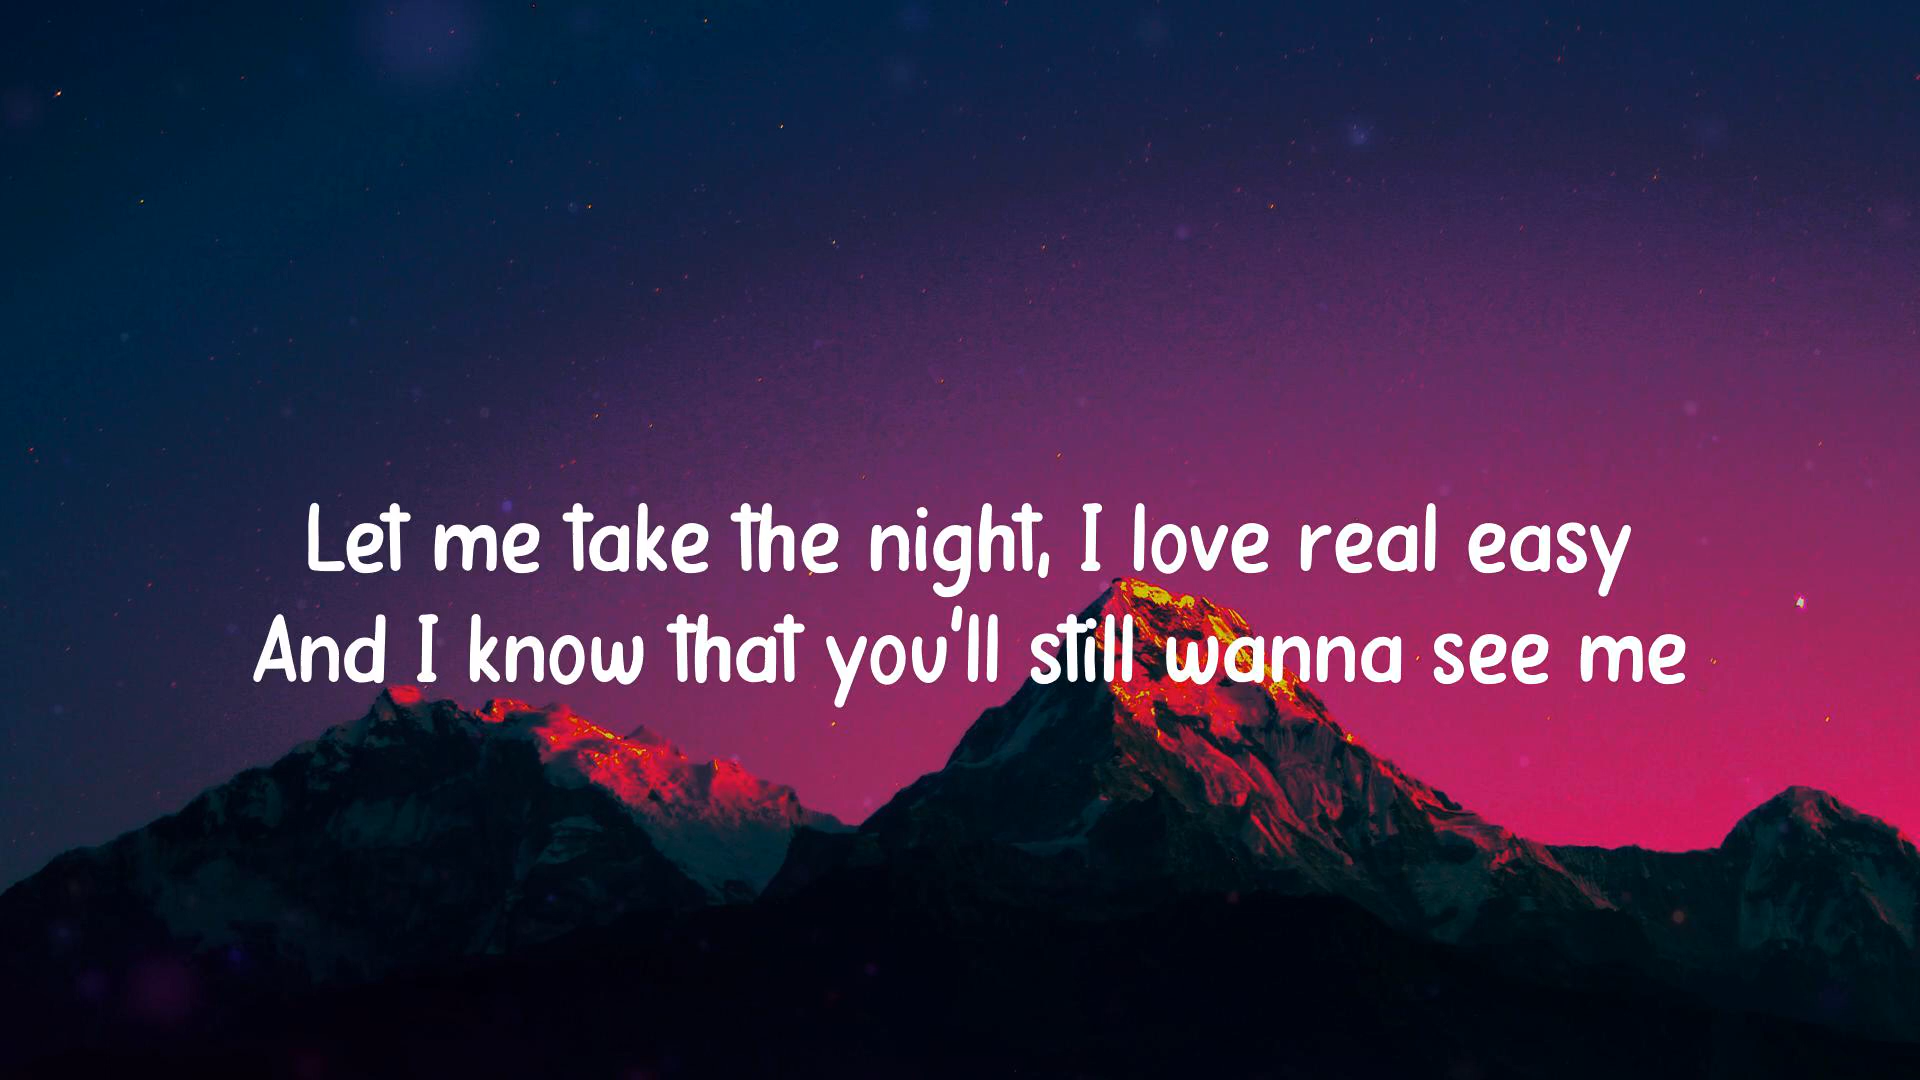 Let me take the night, I love real easy
And I know that you'll still wanna see me